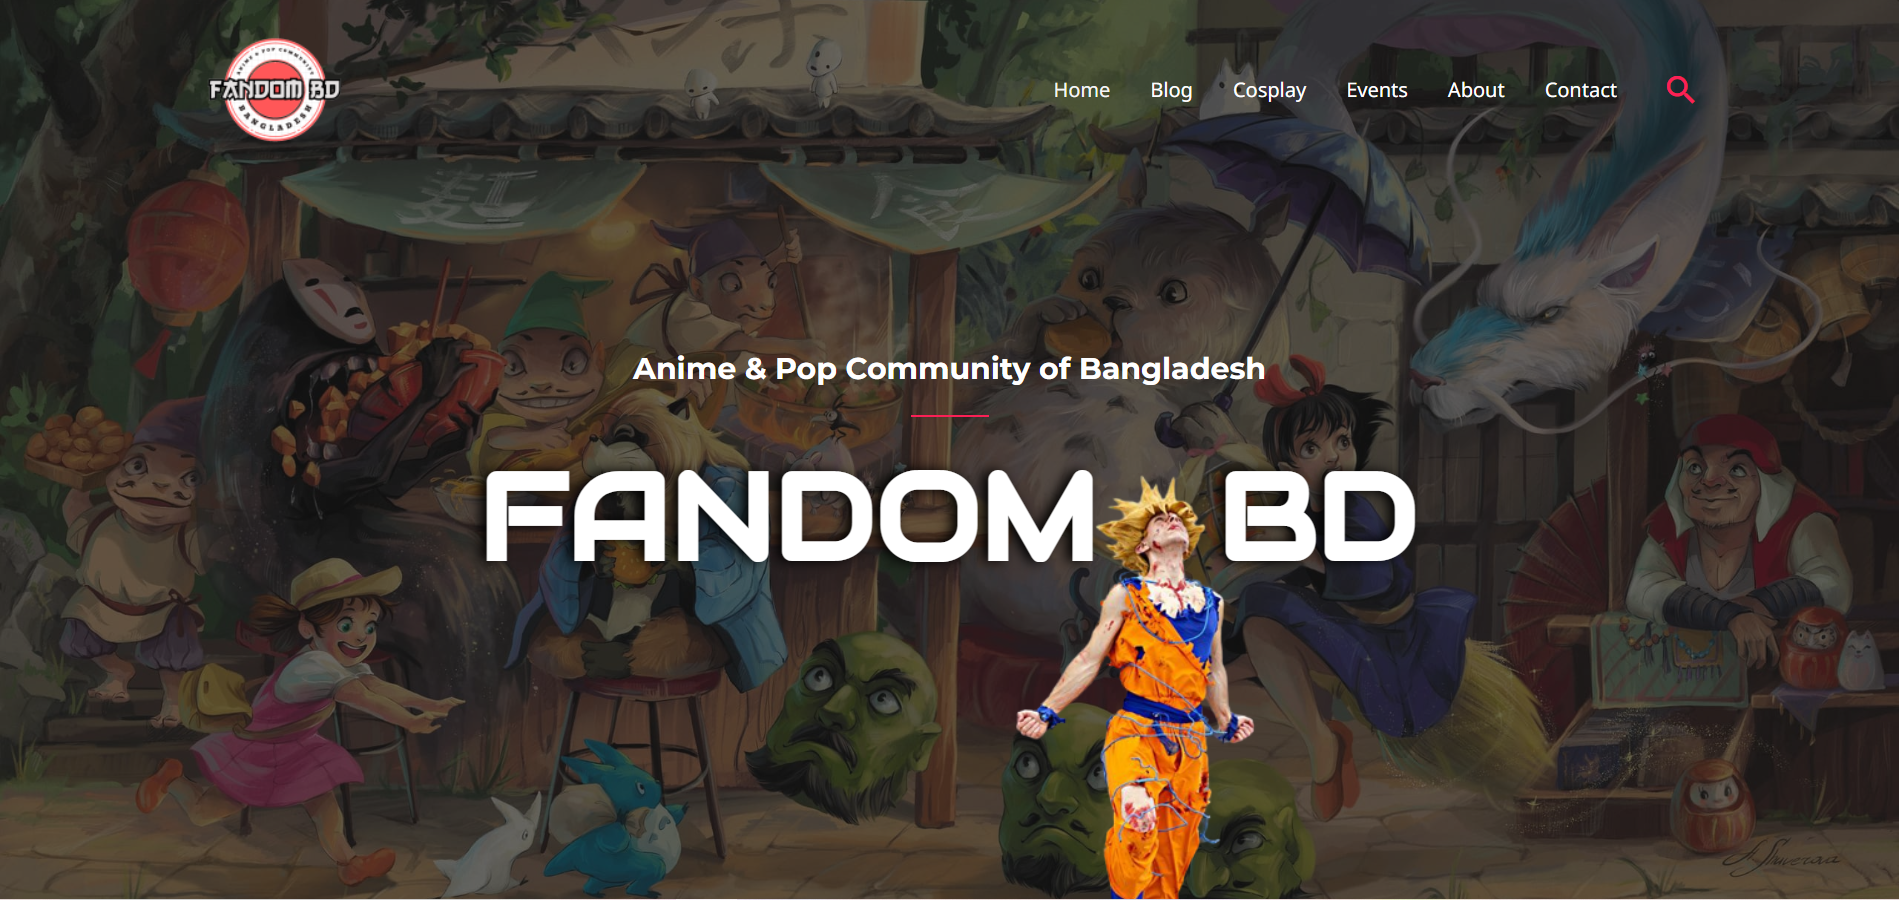 ANIME & POP COMMUNITY
FANDOM BD
BANGLADESH
Home Blog Cosplay Events About Contact
Anime & Pop Community of Bangladesh
FANDOM BD